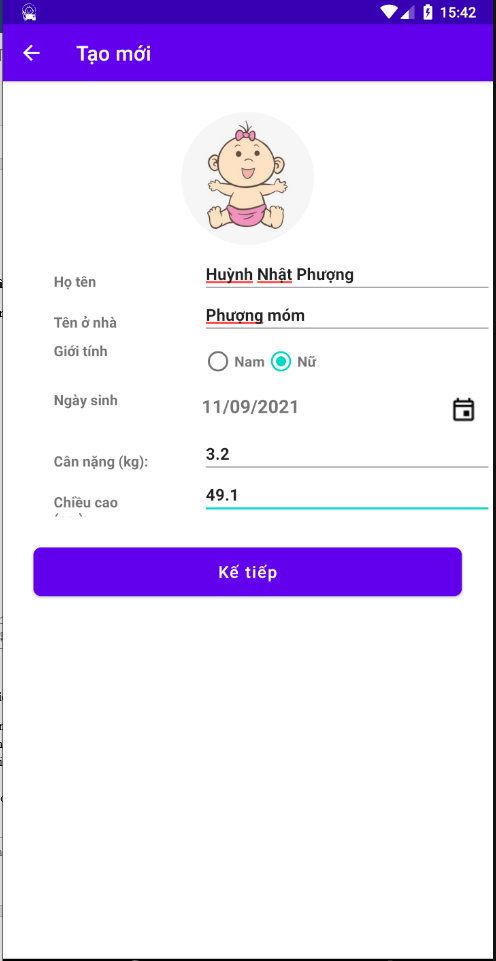 15:42
Tạo mới
Họ tên Huỳnh Nhật Phượng
Tên ở nhà Phượng móm
Giới tính Nam Nữ
Ngày sinh 11/09/2021
Cân nặng (kg): 3.2
Chiều cao 49.1
Kế tiếp